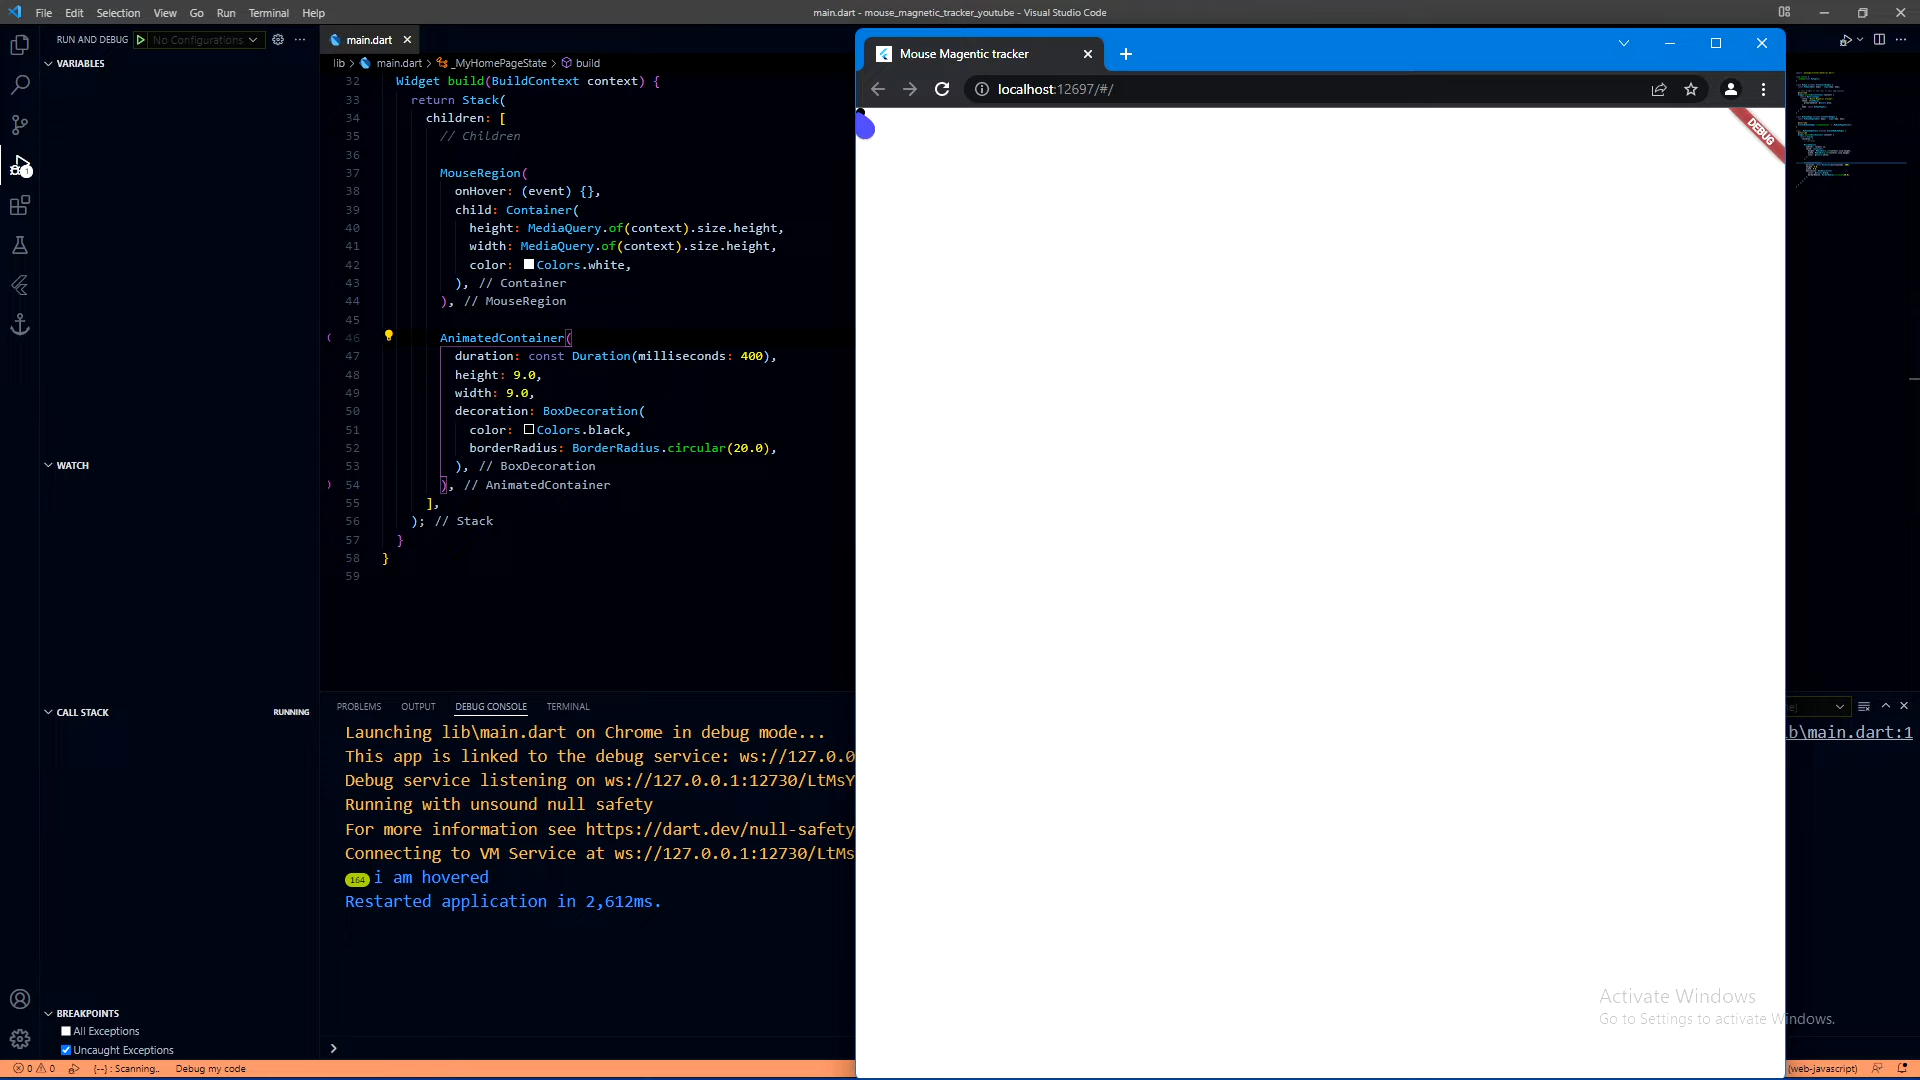 File Edit Selection View Go Run Terminal Help
main.dart - mouse_magnetic_tracker_youtube - Visual Studio Code
RUN AND DEBUG No Configurations
VARIABLES
WATCH
CALL STACK RUNNING
BREAKPOINTS
All Exceptions
Uncaught Exceptions
main.dart
lib > main.dart > _MyHomePageState > build
32 Widget build(BuildContext context) {
33 return Stack(
34 children: [
35 // Children
36
37 MouseRegion(
38 onHover: (event) {},
39 child: Container(
40 height: MediaQuery.of(context).size.height,
41 width: MediaQuery.of(context).size.height,
42 color: Colors.white,
43 ), // Container
44 ), // MouseRegion
45
46 AnimatedContainer(
47 duration: const Duration(milliseconds: 400),
48 height: 9.0,
49 width: 9.0,
50 decoration: BoxDecoration(
51 color: Colors.black,
52 borderRadius: BorderRadius.circular(20.0),
53 ), // BoxDecoration
54 ), // AnimatedContainer
55 ],
56 ); // Stack
57 }
58 }
59
PROBLEMS OUTPUT DEBUG CONSOLE TERMINAL
Launching lib\main.dart on Chrome in debug mode...
This app is linked to the debug service: ws://127.0.0
Debug service listening on ws://127.0.0.1:12730/LtMsY
Running with unsound null safety
For more information see https://dart.dev/null-safety
Connecting to VM Service at ws://127.0.0.1:12730/LtMs
164 i am hovered
Restarted application in 2,612ms.
b\main.dart:1
Mouse Magentic tracker
localhost:12697/#/
DEBUG
Activate Windows
Go to Settings to activate Windows.
0 0 {--} : Scanning.. Debug my code
(web-javascript)